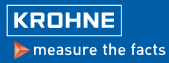 KROHNE
measure the facts